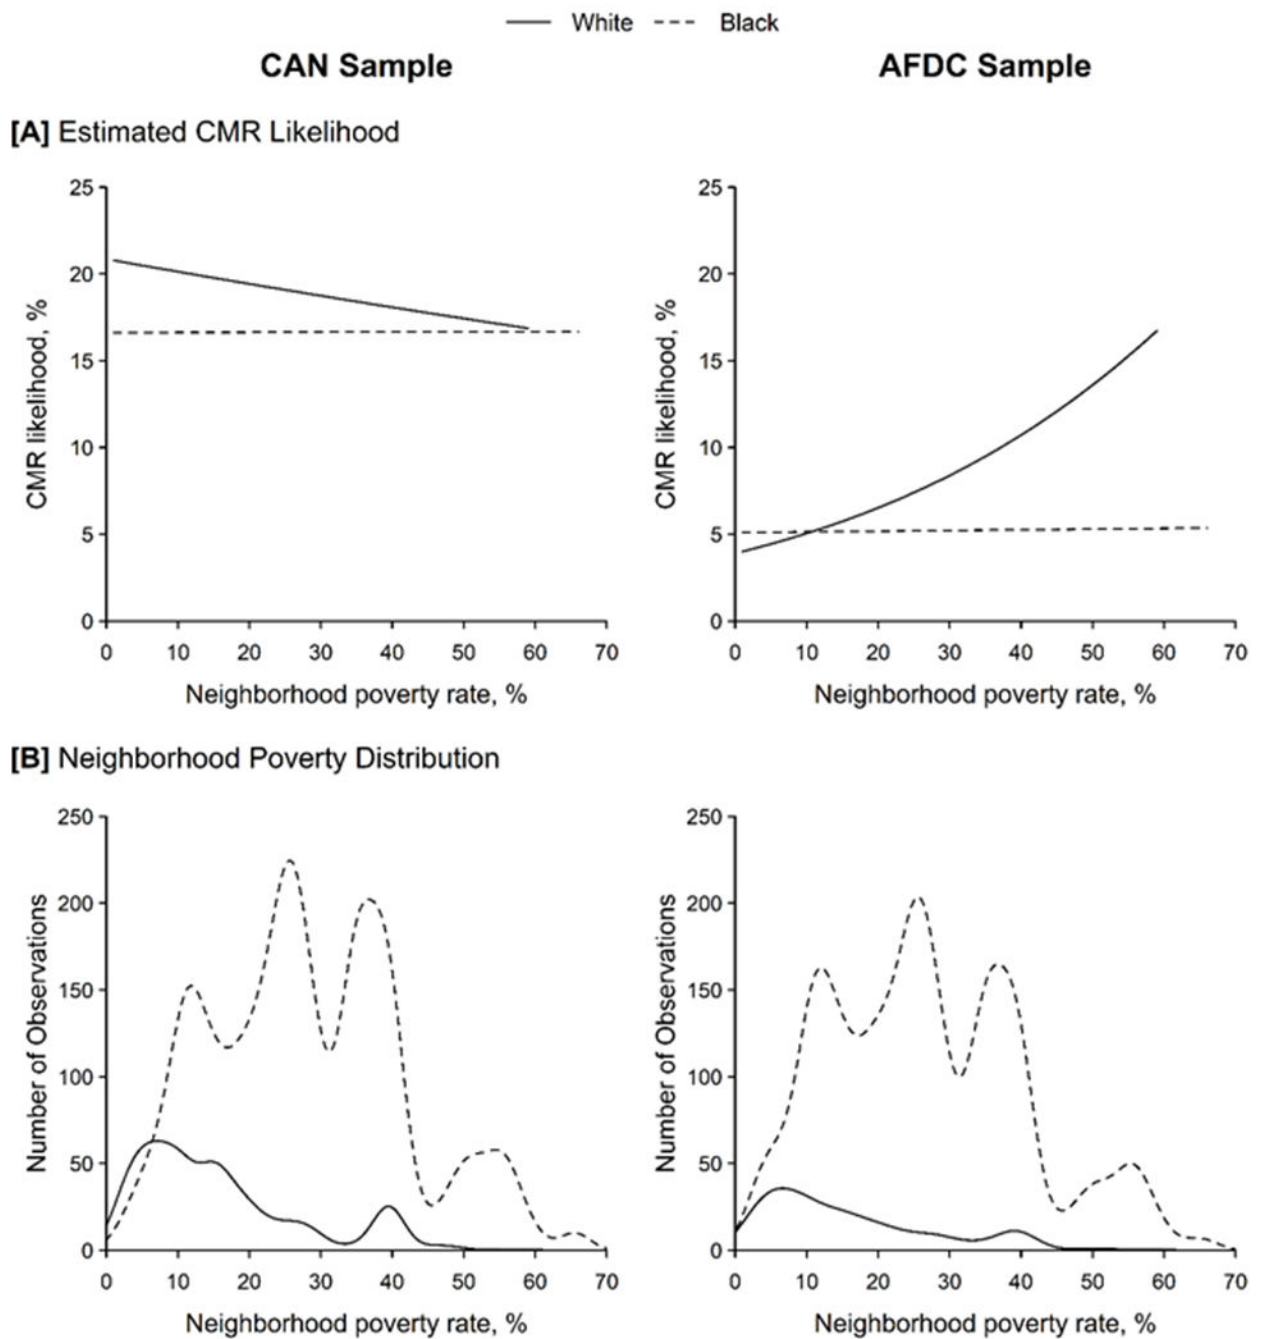 White Black
CAN Sample AFDC Sample
[A] Estimated CMR Likelihood
25
20
15
10
5
0
CMR likelihood, %
0 10 20 30 40 50 60 70
Neighborhood poverty rate, %
25
20
15
10
5
0
CMR likelihood, %
0 10 20 30 40 50 60 70
Neighborhood poverty rate, %
[B] Neighborhood Poverty Distribution
250
200
150
100
50
0
Number of Observations
0 10 20 30 40 50 60 70
Neighborhood poverty rate, %
250
200
150
100
50
0
Number of Observations
0 10 20 30 40 50 60 70
Neighborhood poverty rate, %